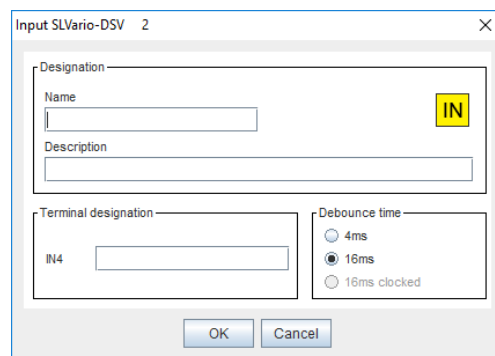 Input SLVario-DSV 2
Designation
Name
IN
Description
Terminal designation
IN4
Debounce time
4ms
16ms
16ms clocked
OK Cancel